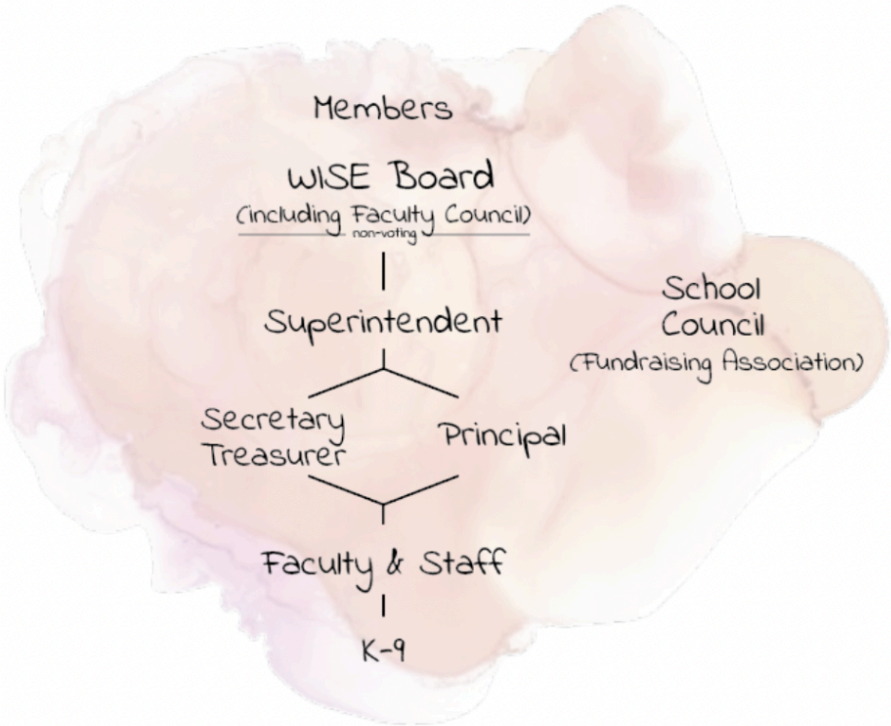 Members
WISE Board
(including Faculty Council)
non-voting
Superintendent
School
Council
(Fundraising Association)
Secretary
Treasurer
Principal
Faculty & Staff
K-9